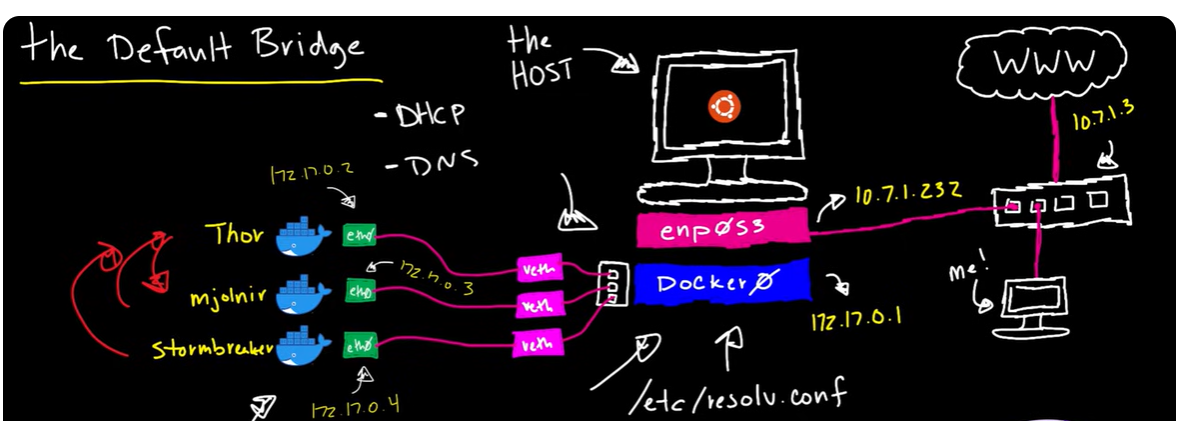 the Default Bridge
- DHCP
- DNS
the
HOST
WWW
10.7.1.3
172.17.0.2
10.7.1.232
Thor
eth0
veth
enp0s3
mjolnir
eth0
172.17.0.3
veth
Docker0
me!
172.17.0.1
stormbreaker
eth0
veth
172.17.0.4
/etc/resolv.conf